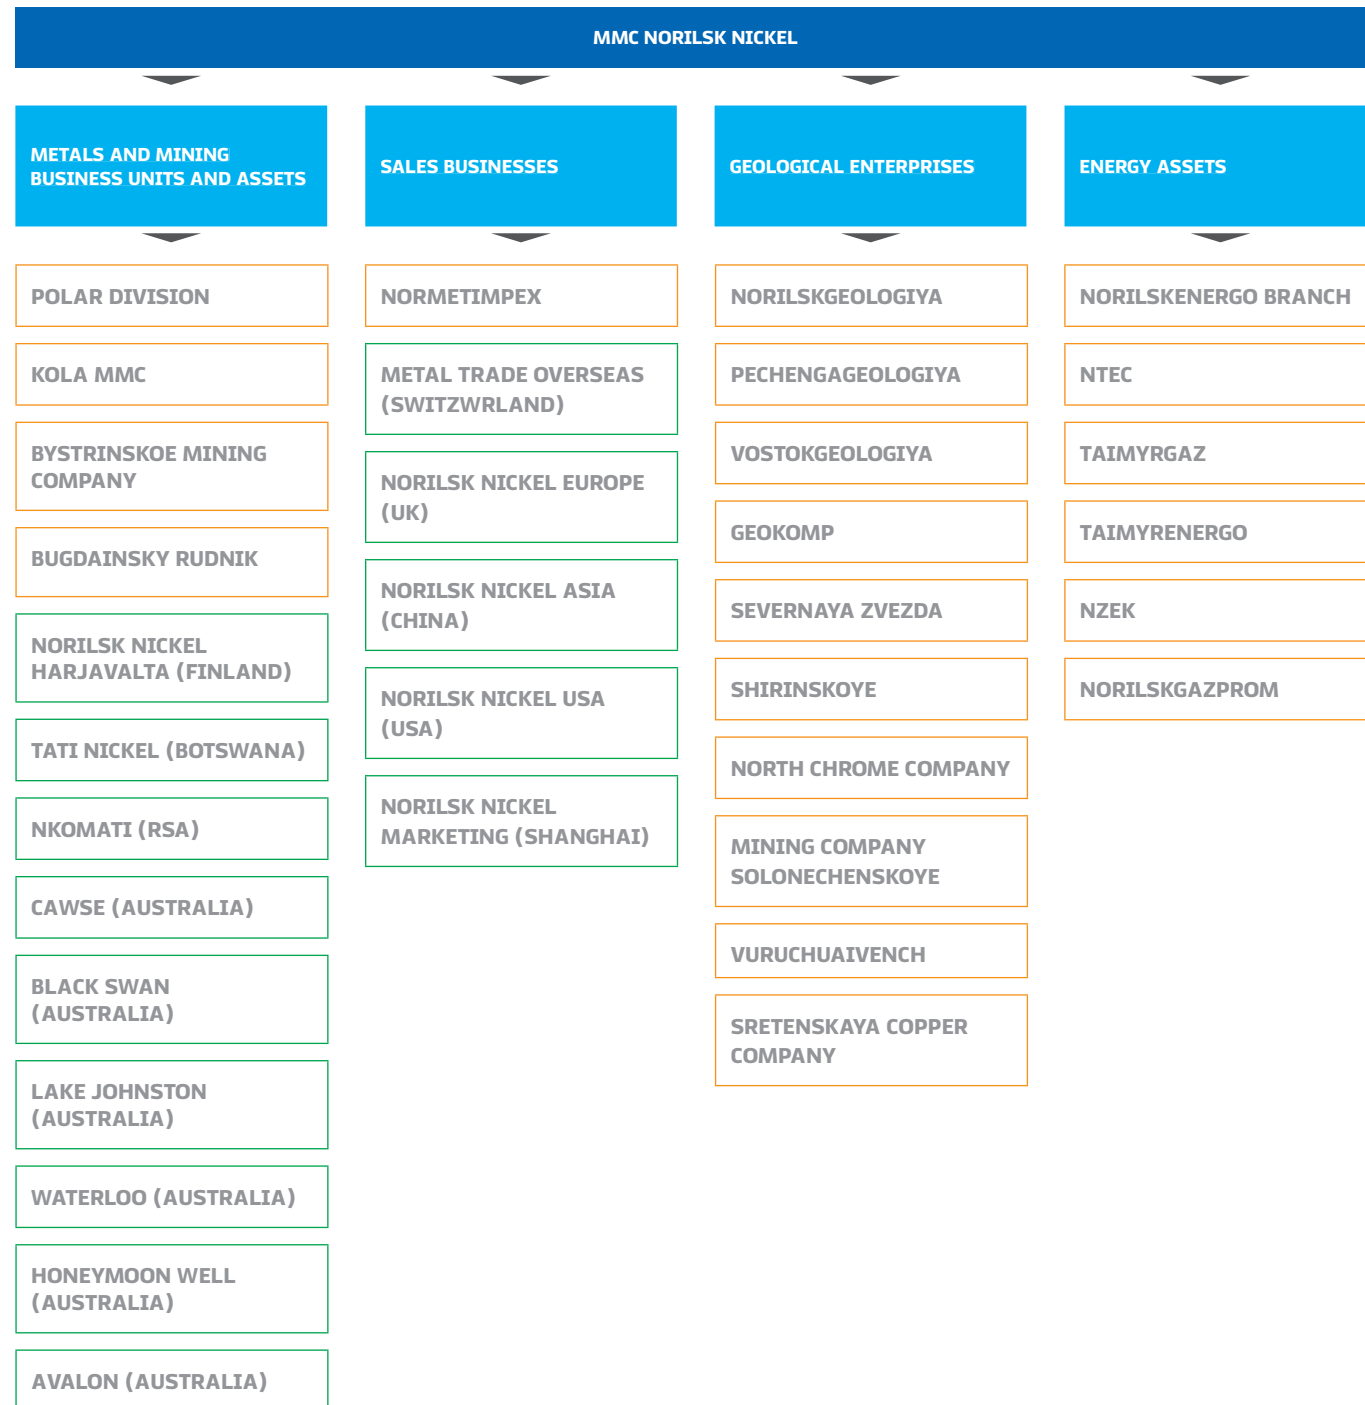 MMC NORILSK NICKEL
METALS AND MINING
BUSINESS UNITS AND ASSETS
POLAR DIVISION
KOLA MMC
BYSTRINSKOE MINING
COMPANY
BUGDAINSKY RUDNIK
NORILSK NICKEL
HARJAVALTA (FINLAND)
TATI NICKEL (BOTSWANA)
NKOMATI (RSA)
CAWSE (AUSTRALIA)
BLACK SWAN
(AUSTRALIA)
LAKE JOHNSTON
(AUSTRALIA)
WATERLOO (AUSTRALIA)
HONEYMOON WELL
(AUSTRALIA)
AVALON (AUSTRALIA)
SALES BUSINESSES
NORMETIMPEX
METAL TRADE OVERSEAS
(SWITZWRLAND)
NORILSK NICKEL EUROPE
(UK)
NORILSK NICKEL ASIA
(CHINA)
NORILSK NICKEL USA
(USA)
NORILSK NICKEL
MARKETING (SHANGHAI)
GEOLOGICAL ENTERPRISES
NORILSKGEOLOGIYA
PECHENGAGEOLOGIYA
VOSTOKGEOLOGIYA
GEOKOMP
SEVERNAYA ZVEZDA
SHIRINSKOYE
NORTH CHROME COMPANY
MINING COMPANY
SOLONECHENSKOYE
VURUCHUAIVENCH
SRETENSKAYA COPPER
COMPANY
ENERGY ASSETS
NORILSKENERGO BRANCH
NTEC
TAIMYRGAZ
TAIMYRENERGO
NZEK
NORILSKGAZPROM